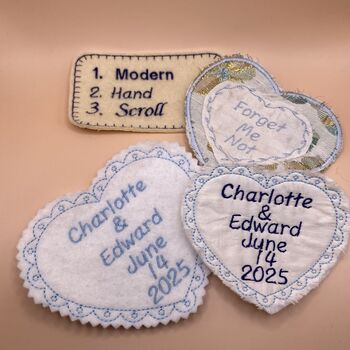 1. Modern
2. Hand
3. Scroll
Forget
Me
Not
Charlotte
&
Edward
June
14
2025
Charlotte
&
Edward
June
14
2025